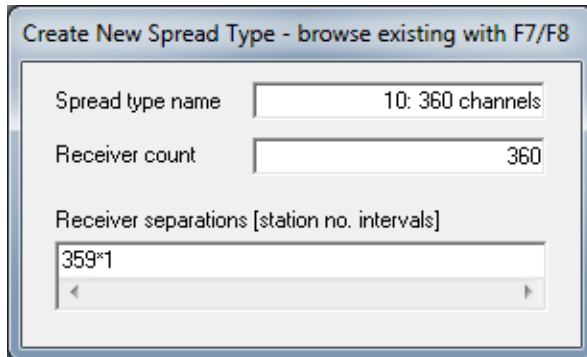 Create New Spread Type - browse existing with F7/F8
Spread type name
10: 360 channels
Receiver count
360
Receiver separations [station no. intervals]
359*1